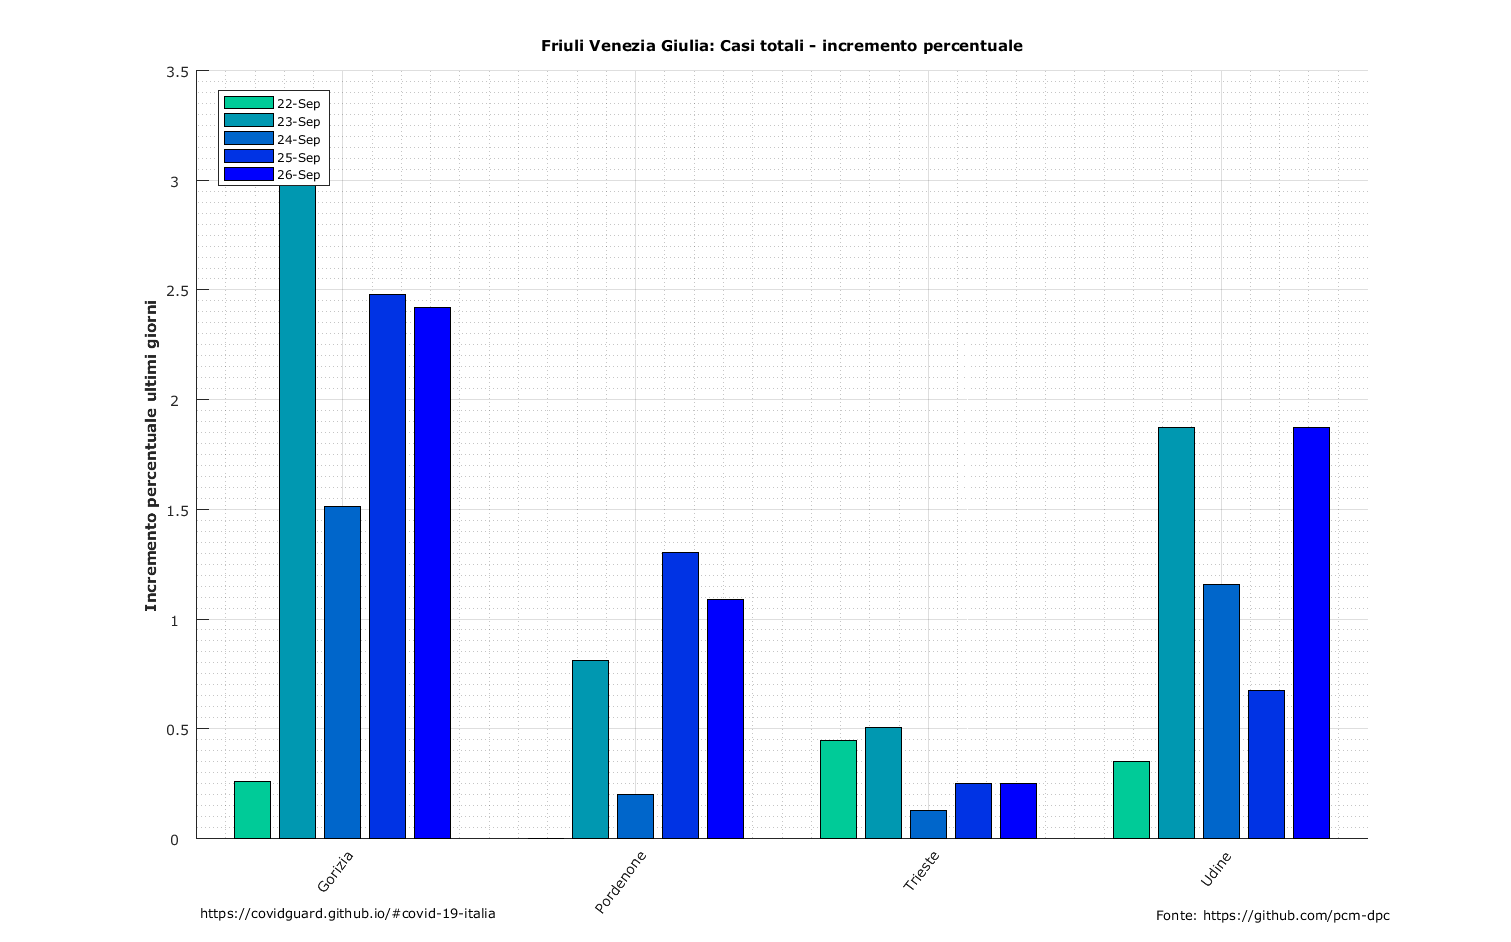 Friuli Venezia Giulia: Casi totali - incremento percentuale
3.5
3
2.5
2
1.5
1
0.5
0
Incremento percentuale ultimi giorni
22-Sep
23-Sep
24-Sep
25-Sep
26-Sep
Gorizia
Pordenone
Trieste
Udine
https://covidguard.github.io/#covid-19-italia
Fonte: https://github.com/pcm-dpc